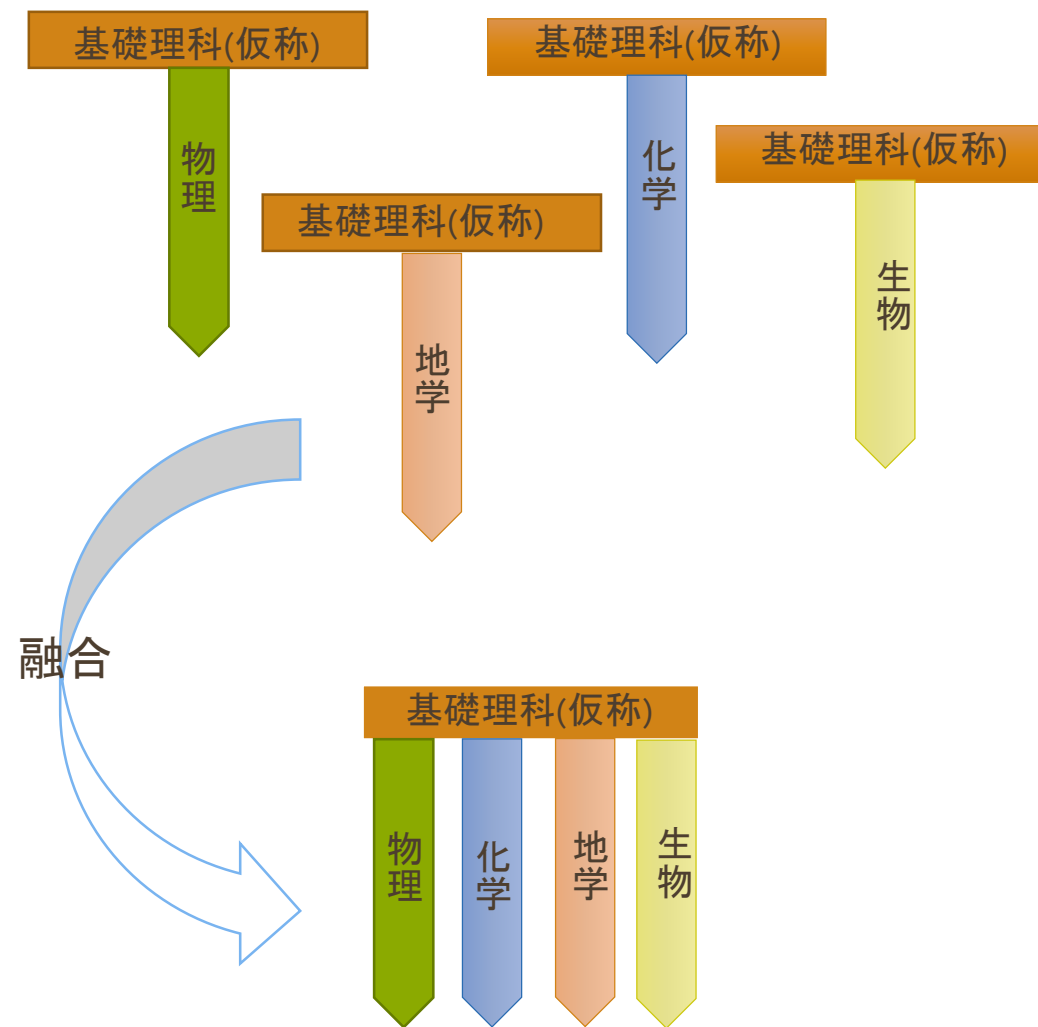 基礎理科(仮称)
物理
基礎理科(仮称)
化学
基礎理科(仮称)
生物
基礎理科(仮称)
地学
融合
基礎理科(仮称)
物理
化学
地学
生物